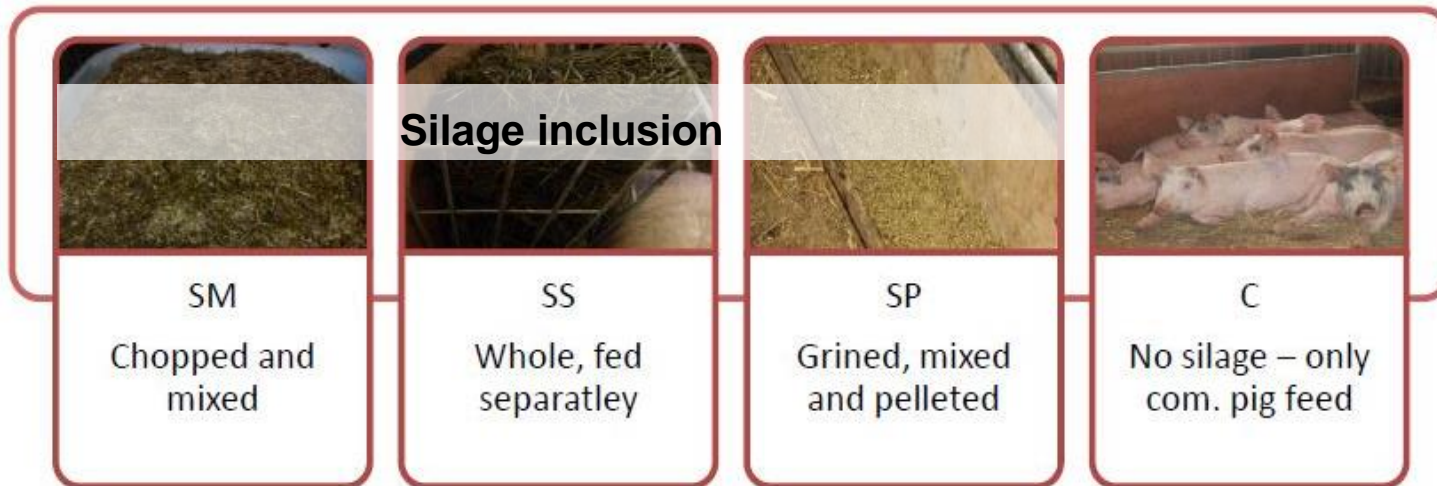 Silage inclusion
SM
Chopped and
mixed
SS
Whole, fed
separatley
SP
Grined, mixed
and pelleted
C
No silage – only
com. pig feed